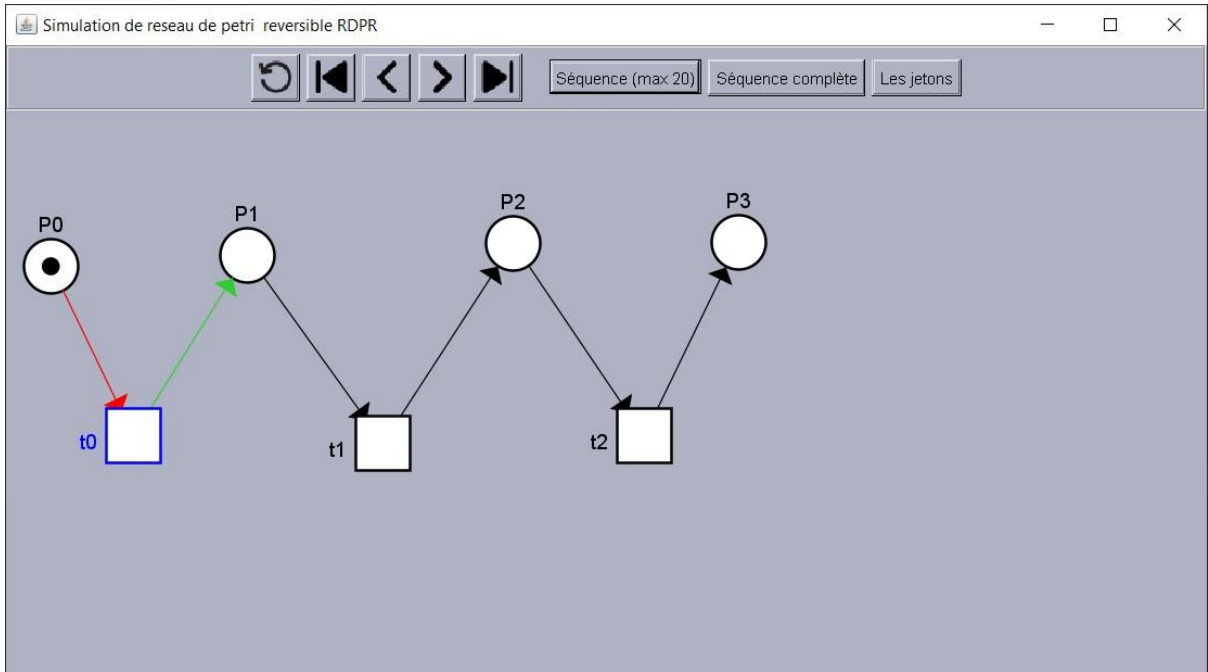 Simulation de reseau de petri  reversible RDPR
Séquence (max 20) Séquence complète Les jetons
P0 P1 P2 P3
t0 t1 t2